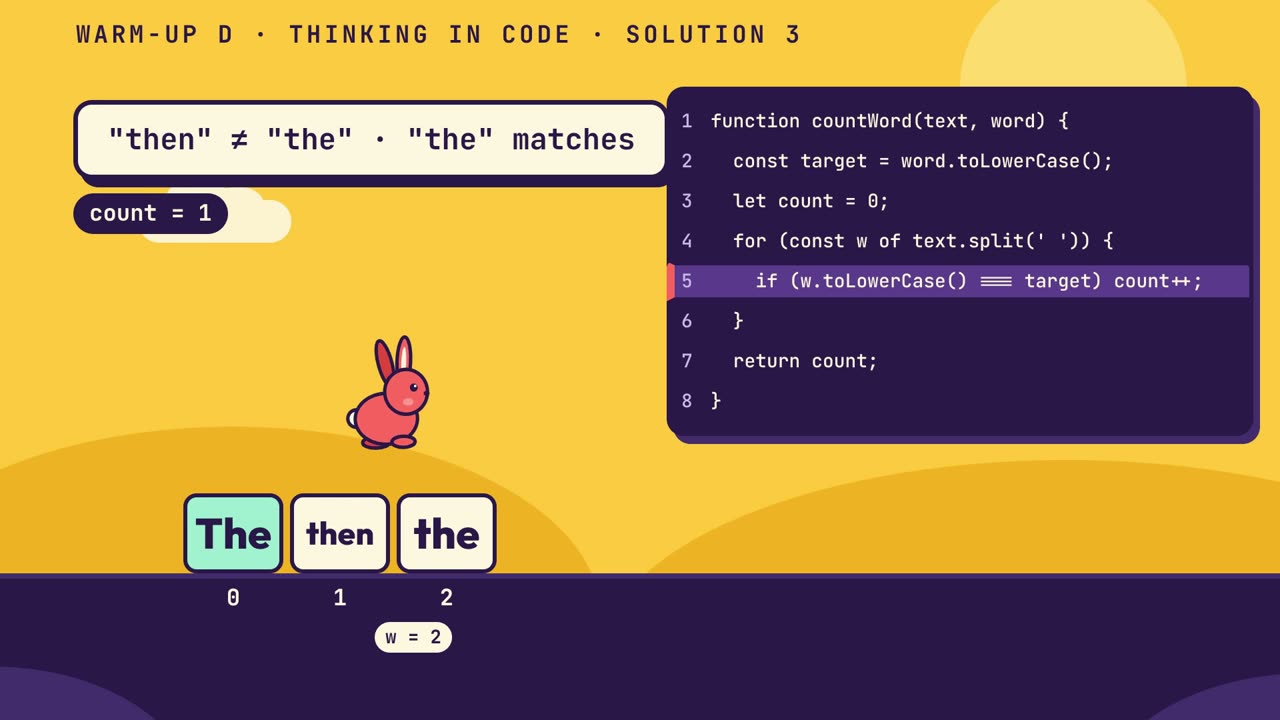 WARM-UP D · THINKING IN CODE · SOLUTION 3
"then" ≠ "the" · "the" matches
count = 1
1 function countWord(text, word) {
2   const target = word.toLowerCase();
3   let count = 0;
4   for (const w of text.split(' ')) {
5     if (w.toLowerCase() === target) count++;
6   }
7   return count;
8 }
The then the
0 1 2
w = 2